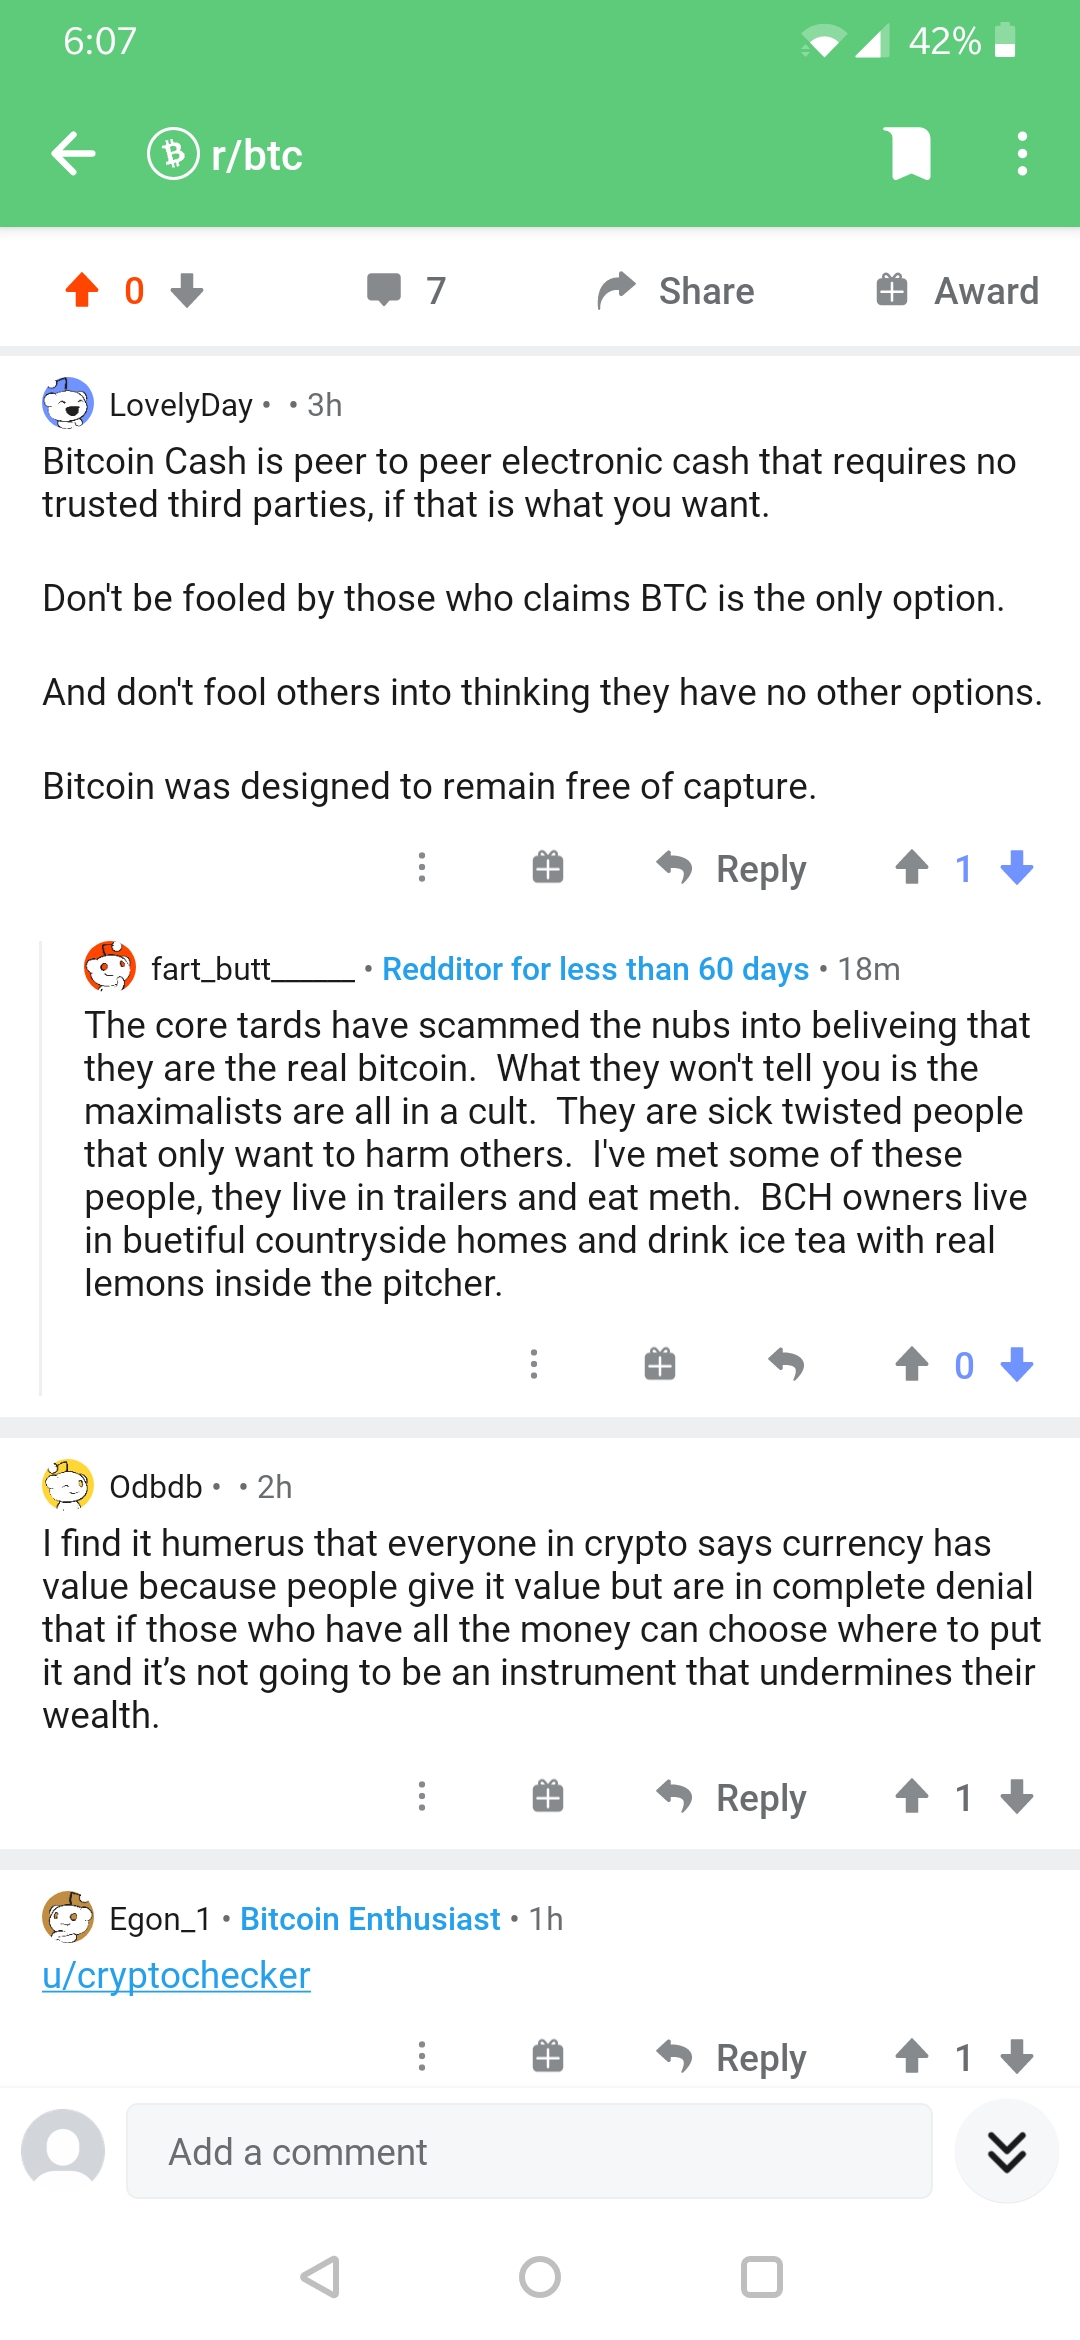 6:07 42%
r/btc
0 7 Share Award
LovelyDay • • 3h
Bitcoin Cash is peer to peer electronic cash that requires no
trusted third parties, if that is what you want.
Don't be fooled by those who claims BTC is the only option.
And don't fool others into thinking they have no other options.
Bitcoin was designed to remain free of capture.
Reply 1
fart_butt_____ • Redditor for less than 60 days • 18m
The core tards have scammed the nubs into beliveing that
they are the real bitcoin. What they won't tell you is the
maximalists are all in a cult. They are sick twisted people
that only want to harm others. I've met some of these
people, they live in trailers and eat meth. BCH owners live
in buetiful countryside homes and drink ice tea with real
lemons inside the pitcher.
0
Odbdb • • 2h
I find it humerus that everyone in crypto says currency has
value because people give it value but are in complete denial
that if those who have all the money can choose where to put
it and it’s not going to be an instrument that undermines their
wealth.
Reply 1
Egon_1 • Bitcoin Enthusiast • 1h
u/cryptochecker
Reply 1
Add a comment